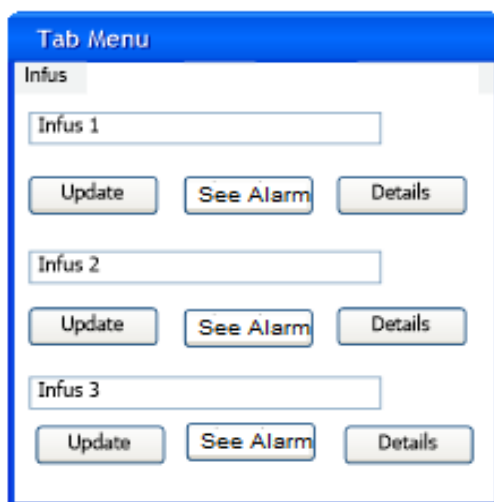 Tab Menu
Infus
Infus 1
Update See Alarm Details
Infus 2
Update See Alarm Details
Infus 3
Update See Alarm Details